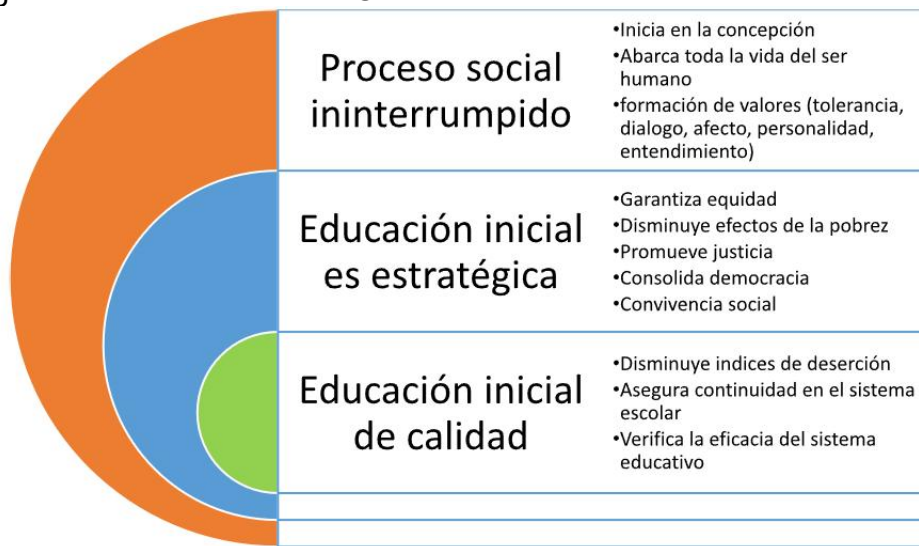 Proceso social
ininterrumpido
•Inicia en la concepción
•Abarca toda la vida del ser
humano
•formación de valores (tolerancia,
dialogo, afecto, personalidad,
entendimiento)
Educación inicial
es estratégica
•Garantiza equidad
•Disminuye efectos de la pobrez
•Promueve justicia
•Consolida democracia
•Convivencia social
Educación inicial
de calidad
•Disminuye indices de deserción
•Asegura continuidad en el sistema
escolar
•Verifica la eficacia del sistema
educativo